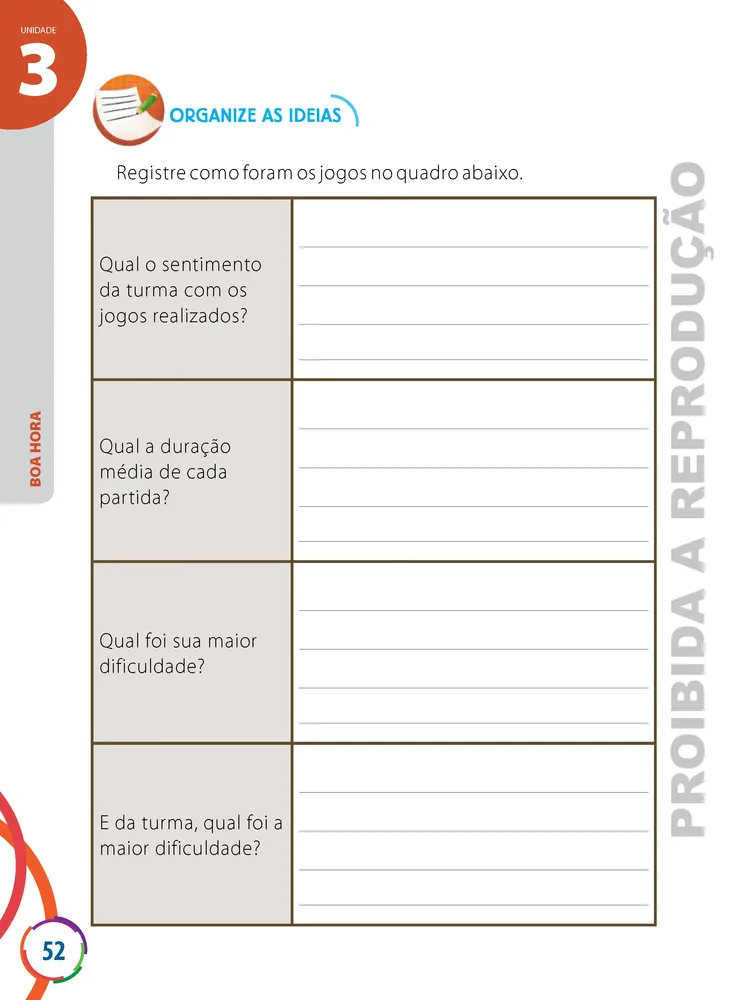 UNIDADE
3
ORGANIZE AS IDEIAS
Registre como foram os jogos no quadro abaixo.
Qual o sentimento
da turma com os
jogos realizados?
Qual a duração
média de cada
partida?
Qual foi sua maior
dificuldade?
E da turma, qual foi a
maior dificuldade?
BOA HORA
PROIBIDA A REPRODUÇÃO
52